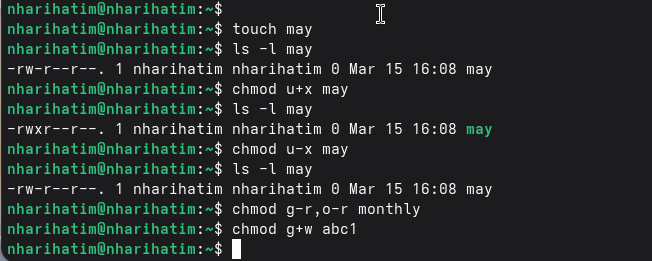 nharihatim@nharihatim:~$
nharihatim@nharihatim:~$ touch may
nharihatim@nharihatim:~$ ls -l may
-rw-r--r--. 1 nharihatim nharihatim 0 Mar 15 16:08 may
nharihatim@nharihatim:~$ chmod u+x may
nharihatim@nharihatim:~$ ls -l may
-rwxr--r--. 1 nharihatim nharihatim 0 Mar 15 16:08 may
nharihatim@nharihatim:~$ chmod u-x may
nharihatim@nharihatim:~$ ls -l may
-rw-r--r--. 1 nharihatim nharihatim 0 Mar 15 16:08 may
nharihatim@nharihatim:~$ chmod g-r,o-r monthly
nharihatim@nharihatim:~$ chmod g+w abc1
nharihatim@nharihatim:~$